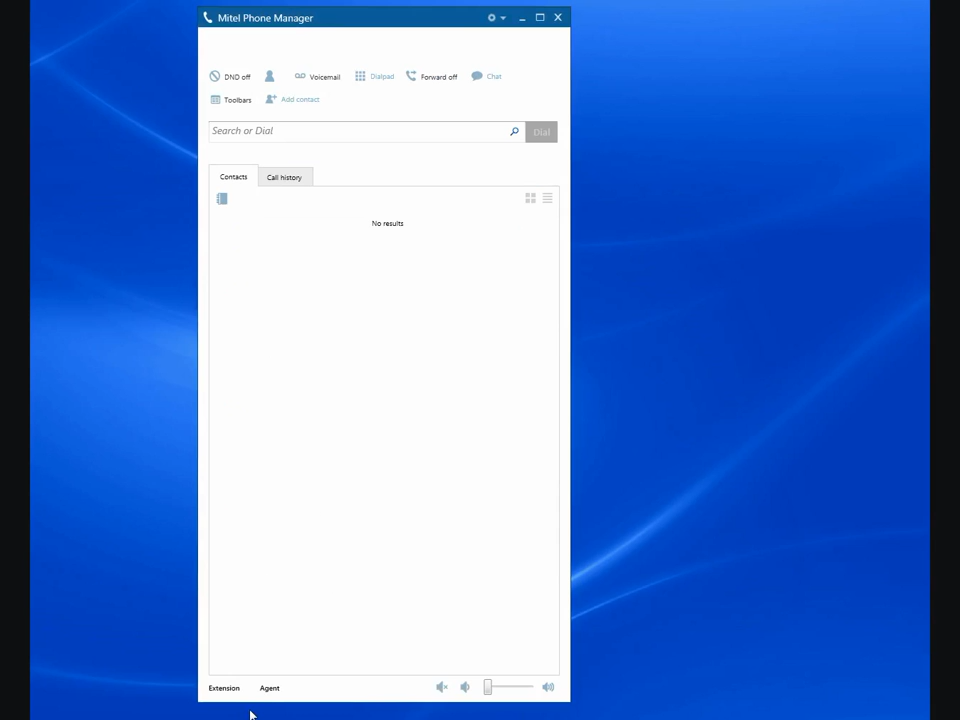 Mitel Phone Manager
DND off Voicemail Dialpad Forward off Chat
Toolbars Add contact
Search or Dial Dial
Contacts Call history
No results
Extension Agent